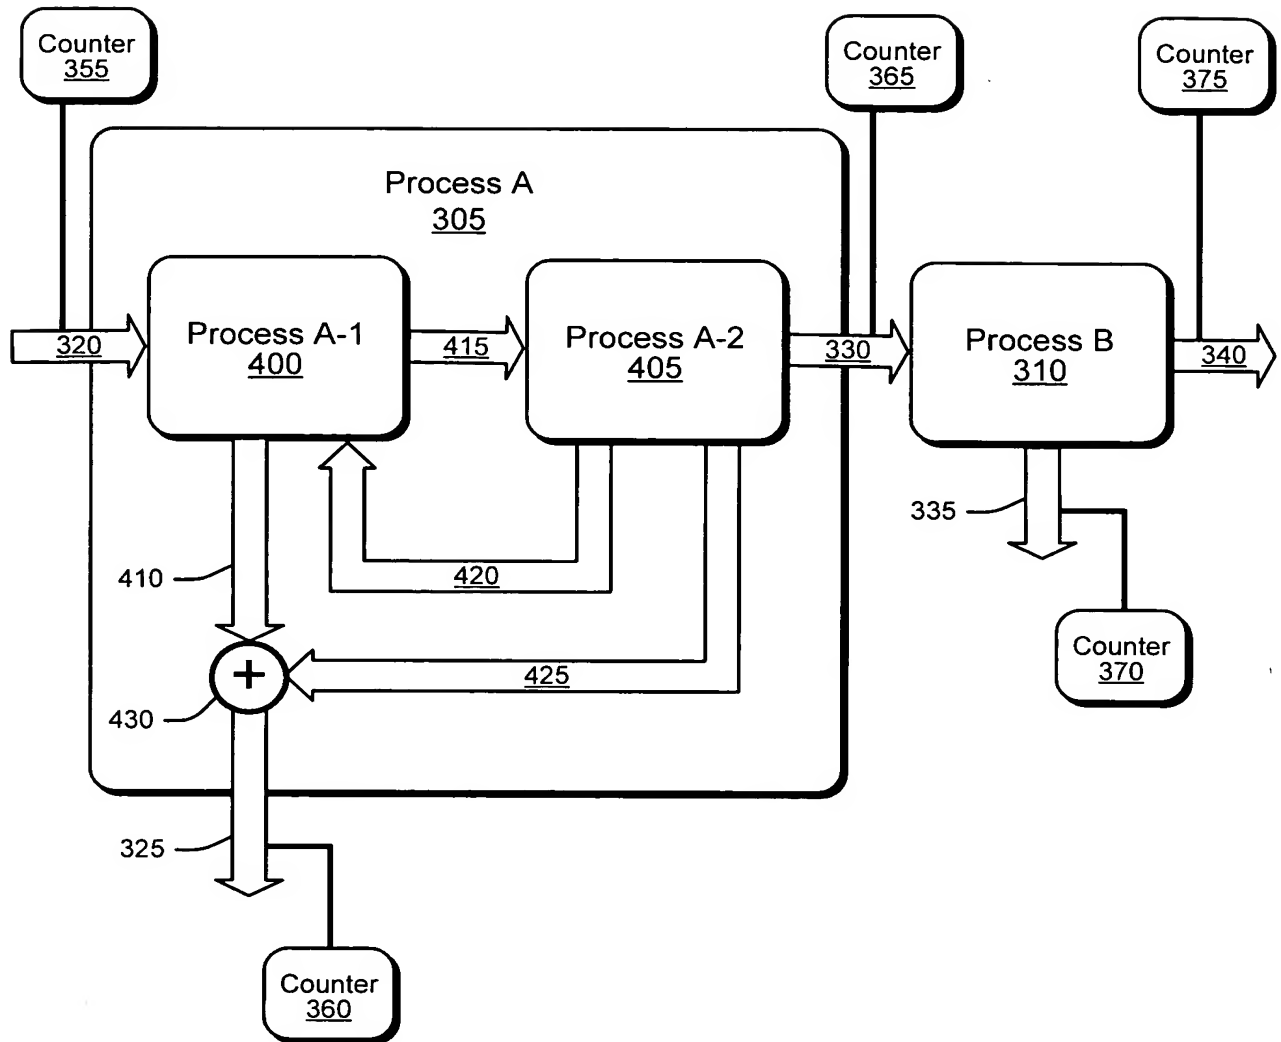 Counter
355
Counter
365
Counter
375
Process A
305
320
Process A-1
400
415
Process A-2
405
330
Process B
310
340
335
410
420
Counter
370
+
425
430
325
Counter
360